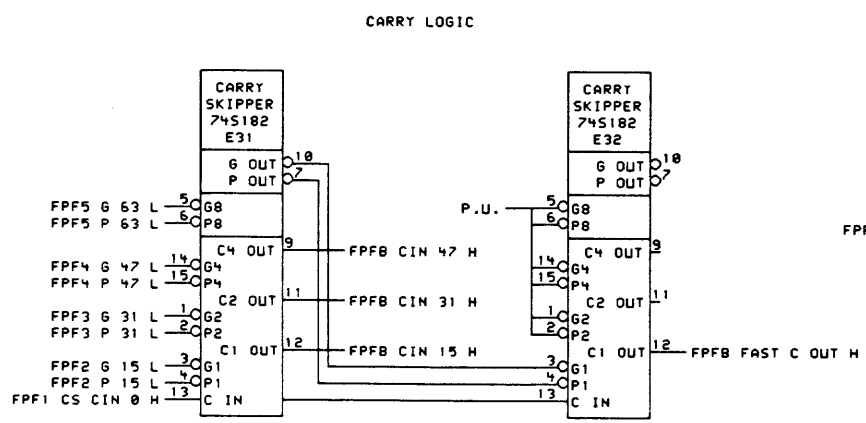 CARRY LOGIC
CARRY
SKIPPER
74S182
E31
G OUT 10
P OUT 7
FPF5 G 63 L 5 G8
FPF5 P 63 L 6 P8
C4 OUT 9 FPFB CIN 47 H
FPF4 G 47 L 14 G4
FPF4 P 47 L 15 P4
C2 OUT 11 FPFB CIN 31 H
FPF3 G 31 L 1 G2
FPF3 P 31 L 2 P2
C1 OUT 12 FPFB CIN 15 H
FPF2 G 15 L 3 G1
FPF2 P 15 L 4 P1
FPF1 CS CIN 0 H 13 C IN
CARRY
SKIPPER
74S182
E32
G OUT 10
P OUT 7
P.U. 5 G8
6 P8
C4 OUT 9
14 G4
15 P4
C2 OUT 11
1 G2
2 P2
C1 OUT 12 FPFB FAST C OUT H
3 G1
4 P1
13 C IN